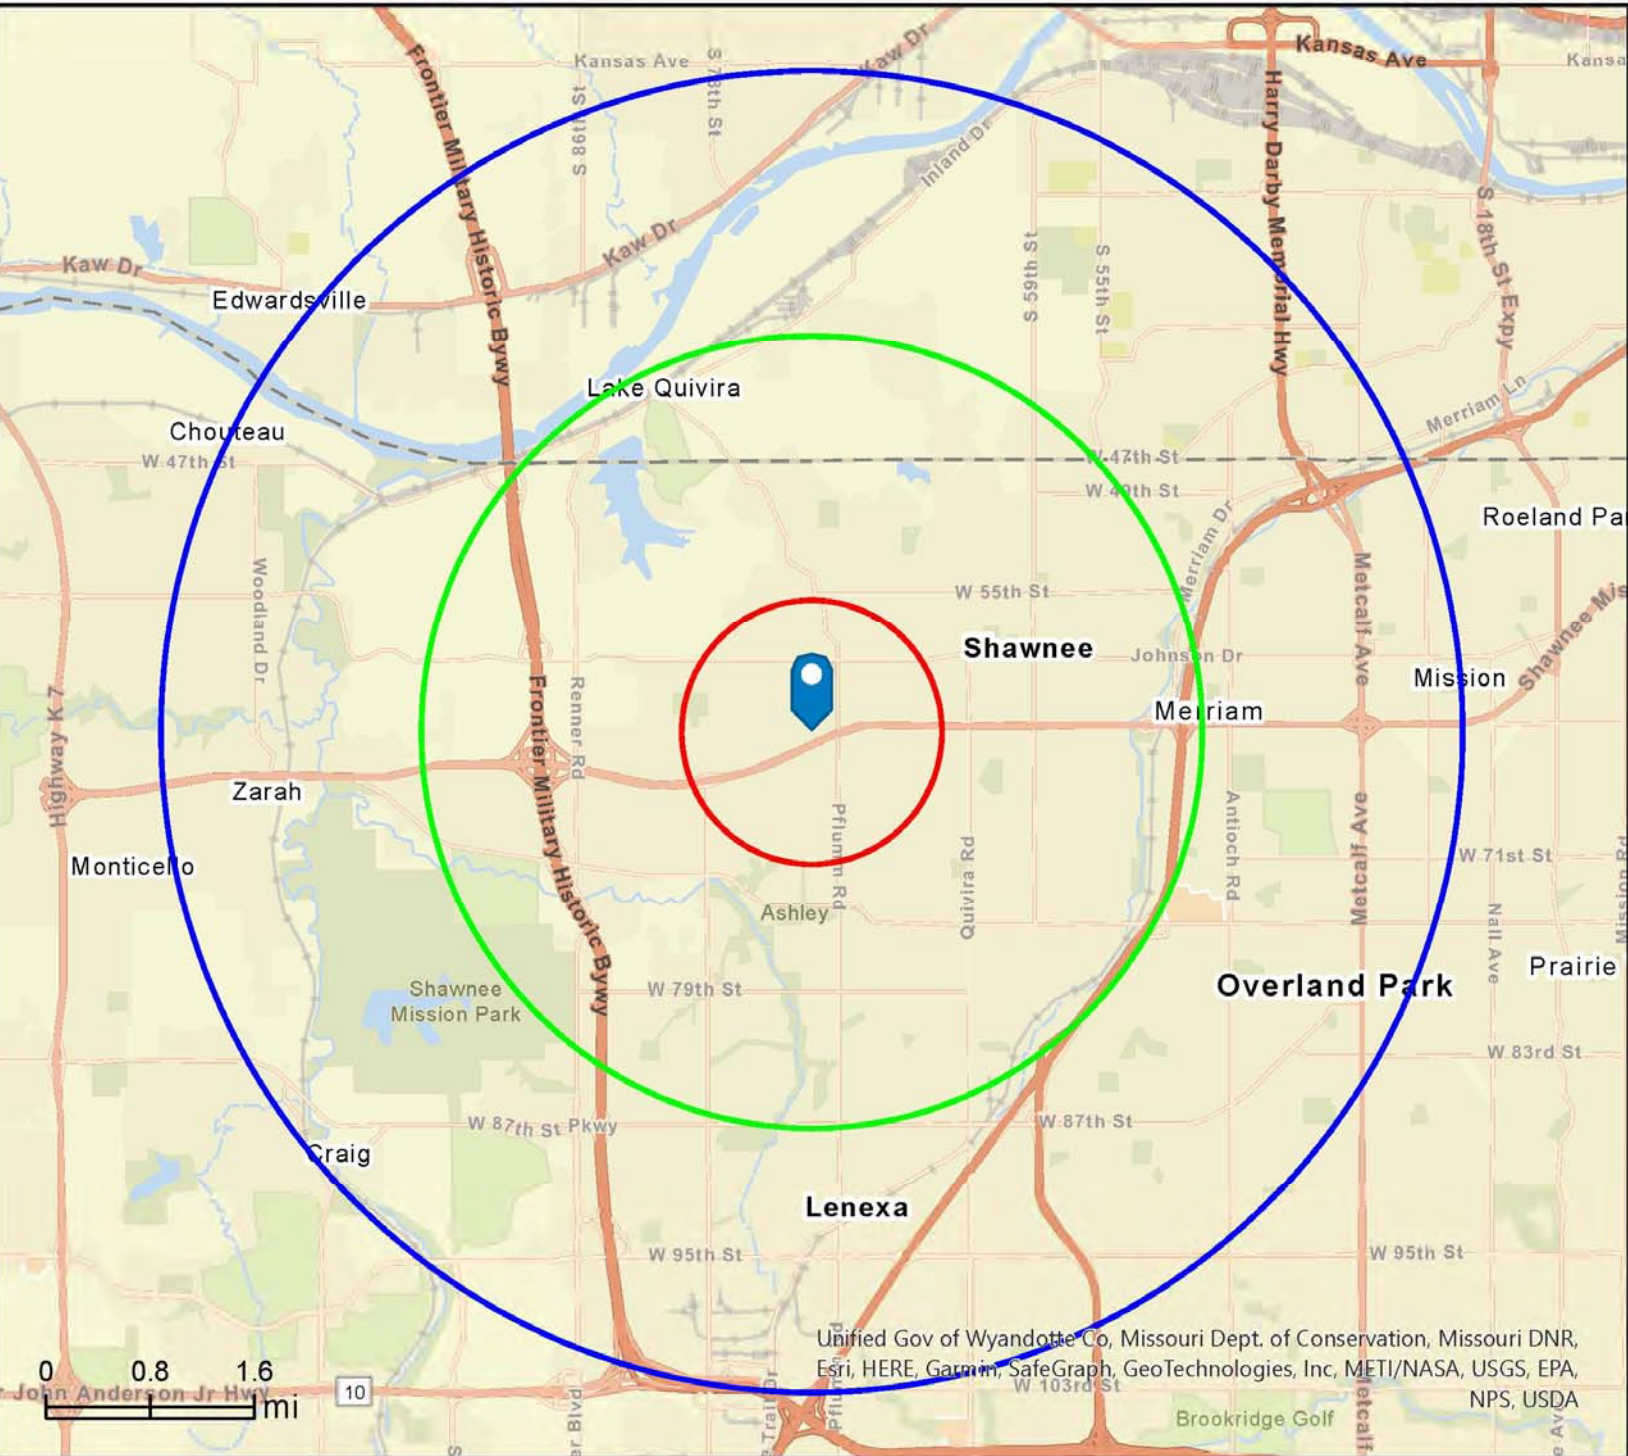 Kansas Ave
Kansas Ave
Kaw Dr
S 78th St
Frontier Military Historic Bywy
S 86th St
Harry Darby Memorial Hwy
Inland Dr
S 18th St Expy
Kaw Dr
Kaw Dr
S 59th St
S 55th St
Edwardsville
Lake Quivira
Merriam Ln
Chouteau
W 47th St
W 47th St
W 49th St
Roeland Par
Merriam Dr
Woodland Dr
W 55th St
Metcalf Ave
Shawnee Mis
Shawnee
Johnson Dr
Mission
Highway K 7
Frontier Military Historic Bywy
Renner Rd
Merriam
Zarah
Pflumm Rd
Quivira Rd
Antioch Rd
Metcalf Ave
Monticello
W 71st St
Mission Rd
Ashley
Nall Ave
Prairie
Shawnee
Mission Park
W 79th St
Overland Park
W 83rd St
W 87th St Pkwy
W 87th St
Craig
Lenexa
W 95th St
W 95th St
Unified Gov of Wyandotte Co, Missouri Dept. of Conservation, Missouri DNR,
Esri, HERE, Garmin, SafeGraph, GeoTechnologies, Inc, METI/NASA, USGS, EPA,
NPS, USDA
0 0.8 1.6
mi
John Anderson Jr Hwy
10
W 103rd St
Metcalf
Brookridge Golf